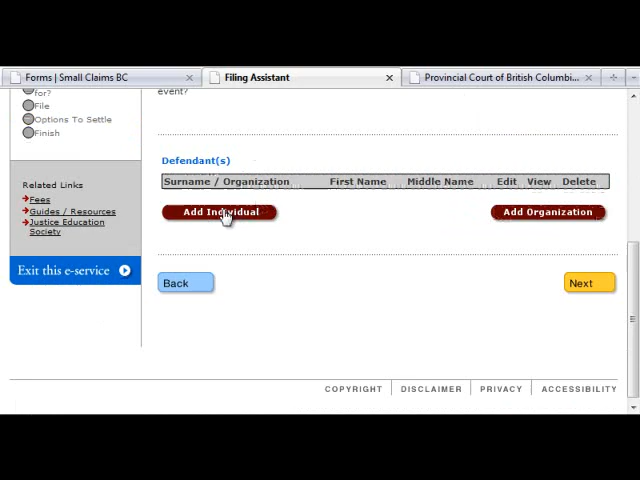 Forms | Small Claims BC
Filing Assistant
Provincial Court of British Columbi...
for?
File
Options To Settle
Finish
event?
Defendant(s)
Surname / Organization First Name Middle Name Edit View Delete
Add Individual
Add Organization
Related Links
Fees
Guides / Resources
Justice Education
Society
Exit this e-service
Back
Next
COPYRIGHT DISCLAIMER PRIVACY ACCESSIBILITY